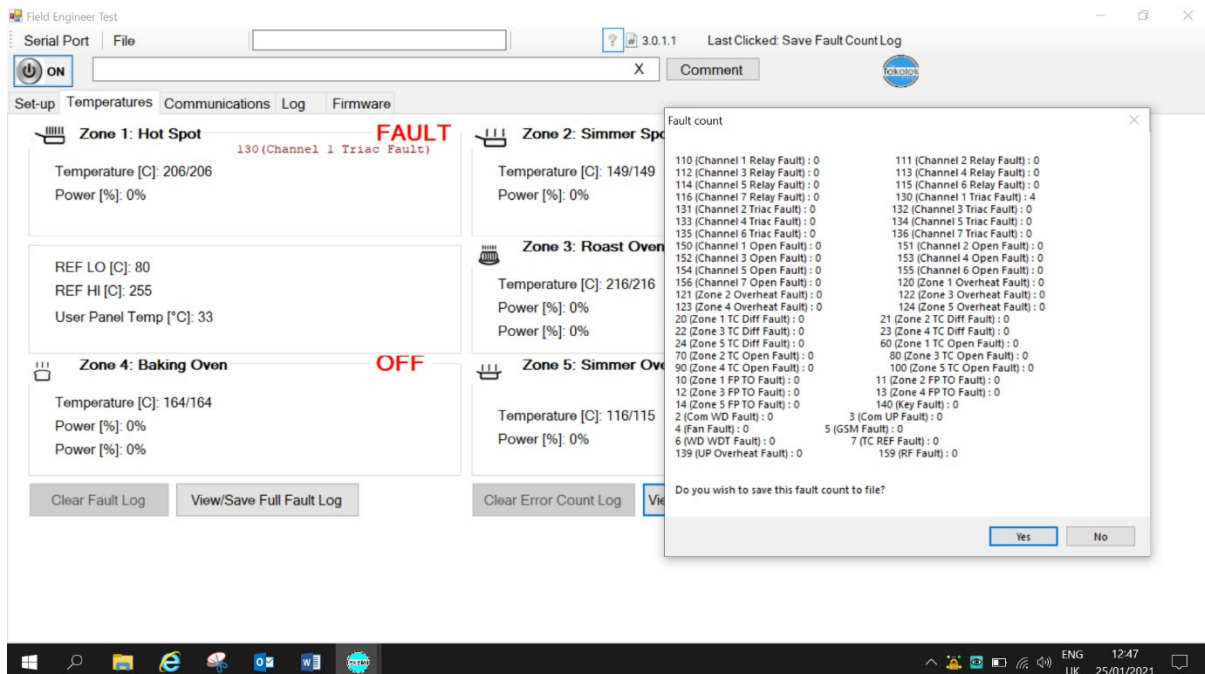 Field Engineer Test
Serial Port File
? # 3.0.1.1 Last Clicked: Save Fault Count Log
ON X Comment Tekelek
Set-up Temperatures Communications Log Firmware
Zone 1: Hot Spot FAULT
130(Channel 1 Triac Fault)
Temperature [C]: 206/206
Power [%]: 0%
REF LO [C]: 80
REF HI [C]: 255
User Panel Temp [°C]: 33
Zone 4: Baking Oven OFF
Temperature [C]: 164/164
Power [%]: 0%
Power [%]: 0%
Clear Fault Log View/Save Full Fault Log
Zone 2: Simmer Spo
Temperature [C]: 149/149
Power [%]: 0%
Zone 3: Roast Oven
Temperature [C]: 216/216
Power [%]: 0%
Power [%]: 0%
Zone 5: Simmer Ove
Temperature [C]: 116/115
Power [%]: 0%
Clear Error Count Log Vie
Fault count
110 (Channel 1 Relay Fault) : 0 111 (Channel 2 Relay Fault) : 0
112 (Channel 3 Relay Fault) : 0 113 (Channel 4 Relay Fault) : 0
114 (Channel 5 Relay Fault) : 0 115 (Channel 6 Relay Fault) : 0
116 (Channel 7 Relay Fault) : 0 130 (Channel 1 Triac Fault) : 4
131 (Channel 2 Triac Fault) : 0 132 (Channel 3 Triac Fault) : 0
133 (Channel 4 Triac Fault) : 0 134 (Channel 5 Triac Fault) : 0
135 (Channel 6 Triac Fault) : 0 136 (Channel 7 Triac Fault) : 0
150 (Channel 1 Open Fault) : 0 151 (Channel 2 Open Fault) : 0
152 (Channel 3 Open Fault) : 0 153 (Channel 4 Open Fault) : 0
154 (Channel 5 Open Fault) : 0 155 (Channel 6 Open Fault) : 0
156 (Channel 7 Open Fault) : 0 120 (Zone 1 Overheat Fault) : 0
121 (Zone 2 Overheat Fault) : 0 122 (Zone 3 Overheat Fault) : 0
123 (Zone 4 Overheat Fault) : 0 124 (Zone 5 Overheat Fault) : 0
20 (Zone 1 TC Diff Fault) : 0 21 (Zone 2 TC Diff Fault) : 0
22 (Zone 3 TC Diff Fault) : 0 23 (Zone 4 TC Diff Fault) : 0
24 (Zone 5 TC Diff Fault) : 0 60 (Zone 1 TC Open Fault) : 0
70 (Zone 2 TC Open Fault) : 0 80 (Zone 3 TC Open Fault) : 0
90 (Zone 4 TC Open Fault) : 0 100 (Zone 5 TC Open Fault) : 0
10 (Zone 1 FP TO Fault) : 0 11 (Zone 2 FP TO Fault) : 0
12 (Zone 3 FP TO Fault) : 0 13 (Zone 4 FP TO Fault) : 0
14 (Zone 5 FP TO Fault) : 0 140 (Key Fault) : 0
2 (Com WD Fault) : 0 3 (Com UP Fault) : 0
4 (Fan Fault) : 0 5 (GSM Fault) : 0
6 (WD WDT Fault) : 0 7 (TC REF Fault) : 0
139 (UP Overheat Fault) : 0 159 (RF Fault) : 0
Do you wish to save this fault count to file?
Yes No
ENG 12:47
UK 25/01/2021